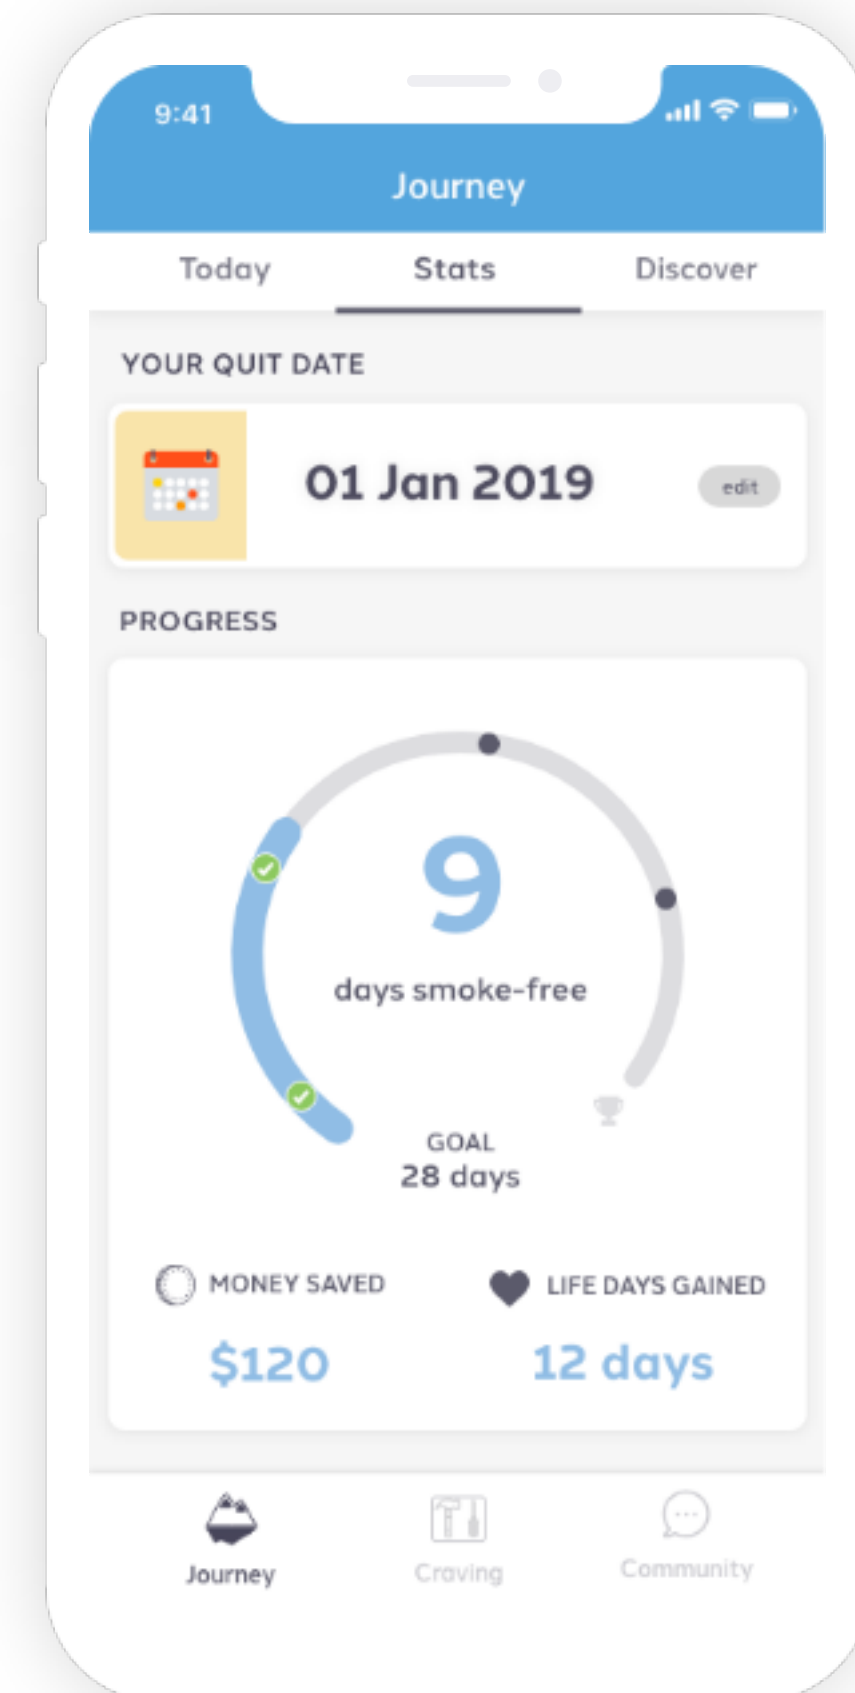 9:41
Journey
Today Stats Discover
YOUR QUIT DATE
01 Jan 2019 edit
PROGRESS
9
days smoke-free
GOAL
28 days
MONEY SAVED LIFE DAYS GAINED
$120 12 days
Journey Craving Community